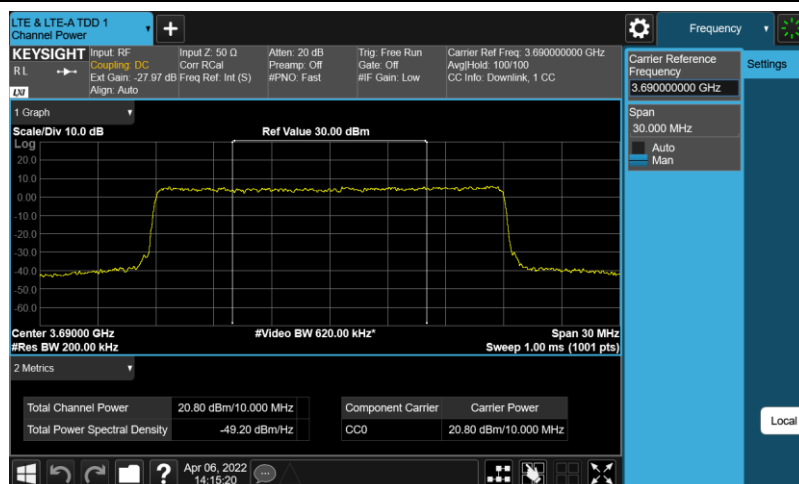 LTE & LTE-A TDD 1
Channel Power
Frequency
KEYSIGHT
RL
LXI
Input: RF
Coupling: DC
Ext Gain: -27.97 dB
Align: Auto
Input Z: 50 Ω
Corr RCal
Freq Ref: Int (S)
Atten: 20 dB
Preamp: Off
#PNO: Fast
Trig: Free Run
Gate: Off
#IF Gain: Low
Carrier Ref Freq: 3.690000000 GHz
Avg|Hold: 100/100
CC Info: Downlink, 1 CC
Carrier Reference
Frequency
3.690000000 GHz
Settings
Span
30.000 MHz
Auto
Man
1 Graph
Scale/Div 10.0 dB
Ref Value 30.00 dBm
Log
20.0
10.0
0.00
-10.0
-20.0
-30.0
-40.0
-50.0
-60.0
Center 3.69000 GHz
#Video BW 620.00 kHz*
Span 30 MHz
#Res BW 200.00 kHz
Sweep 1.00 ms (1001 pts)
2 Metrics
Total Channel Power 20.80 dBm/10.000 MHz
Total Power Spectral Density -49.20 dBm/Hz
Component Carrier Carrier Power
CC0 20.80 dBm/10.000 MHz
Local
?
Apr 06, 2022
14:15:20